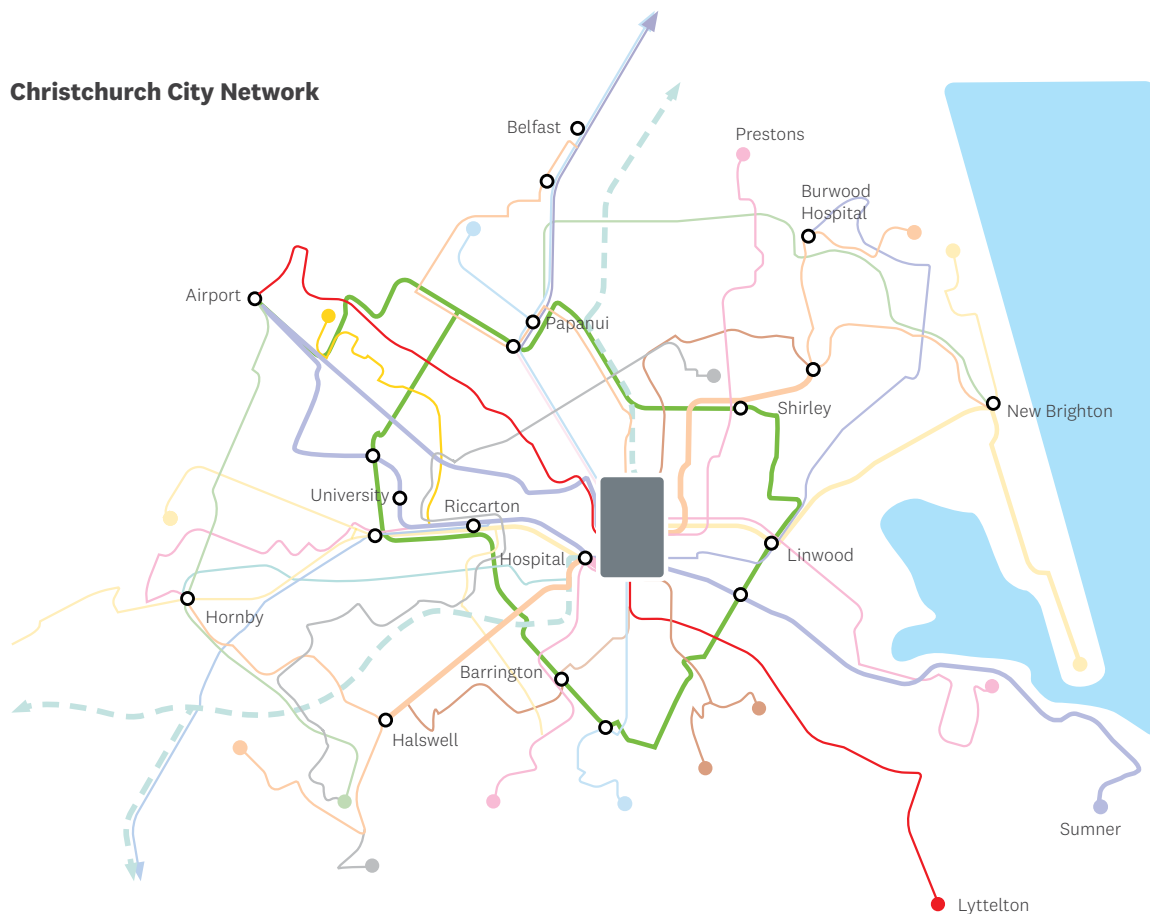 Christchurch City Network
Belfast
Prestons
Burwood
Hospital
Airport
Papanui
Shirley
New Brighton
University
Riccarton
Hospital
Linwood
Hornby
Barrington
Halswell
Sumner
Lyttelton